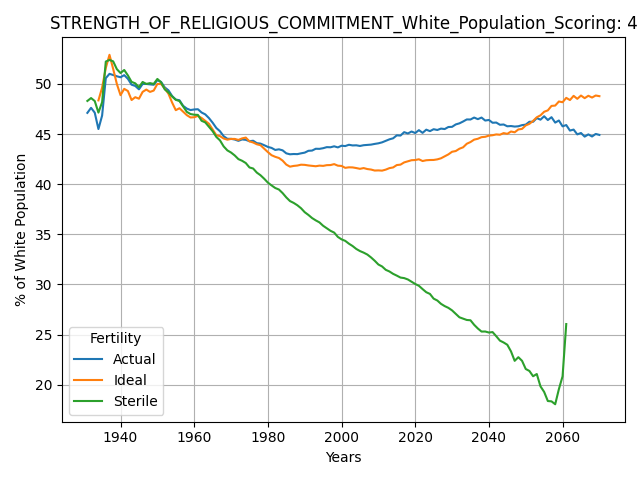 STRENGTH_OF_RELIGIOUS_COMMITMENT_White_Population_Scoring: 4
% of White Population
50
45
40
35
30
25
20
Fertility
Actual
Ideal
Sterile
1940 1960 1980 2000 2020 2040 2060
Years